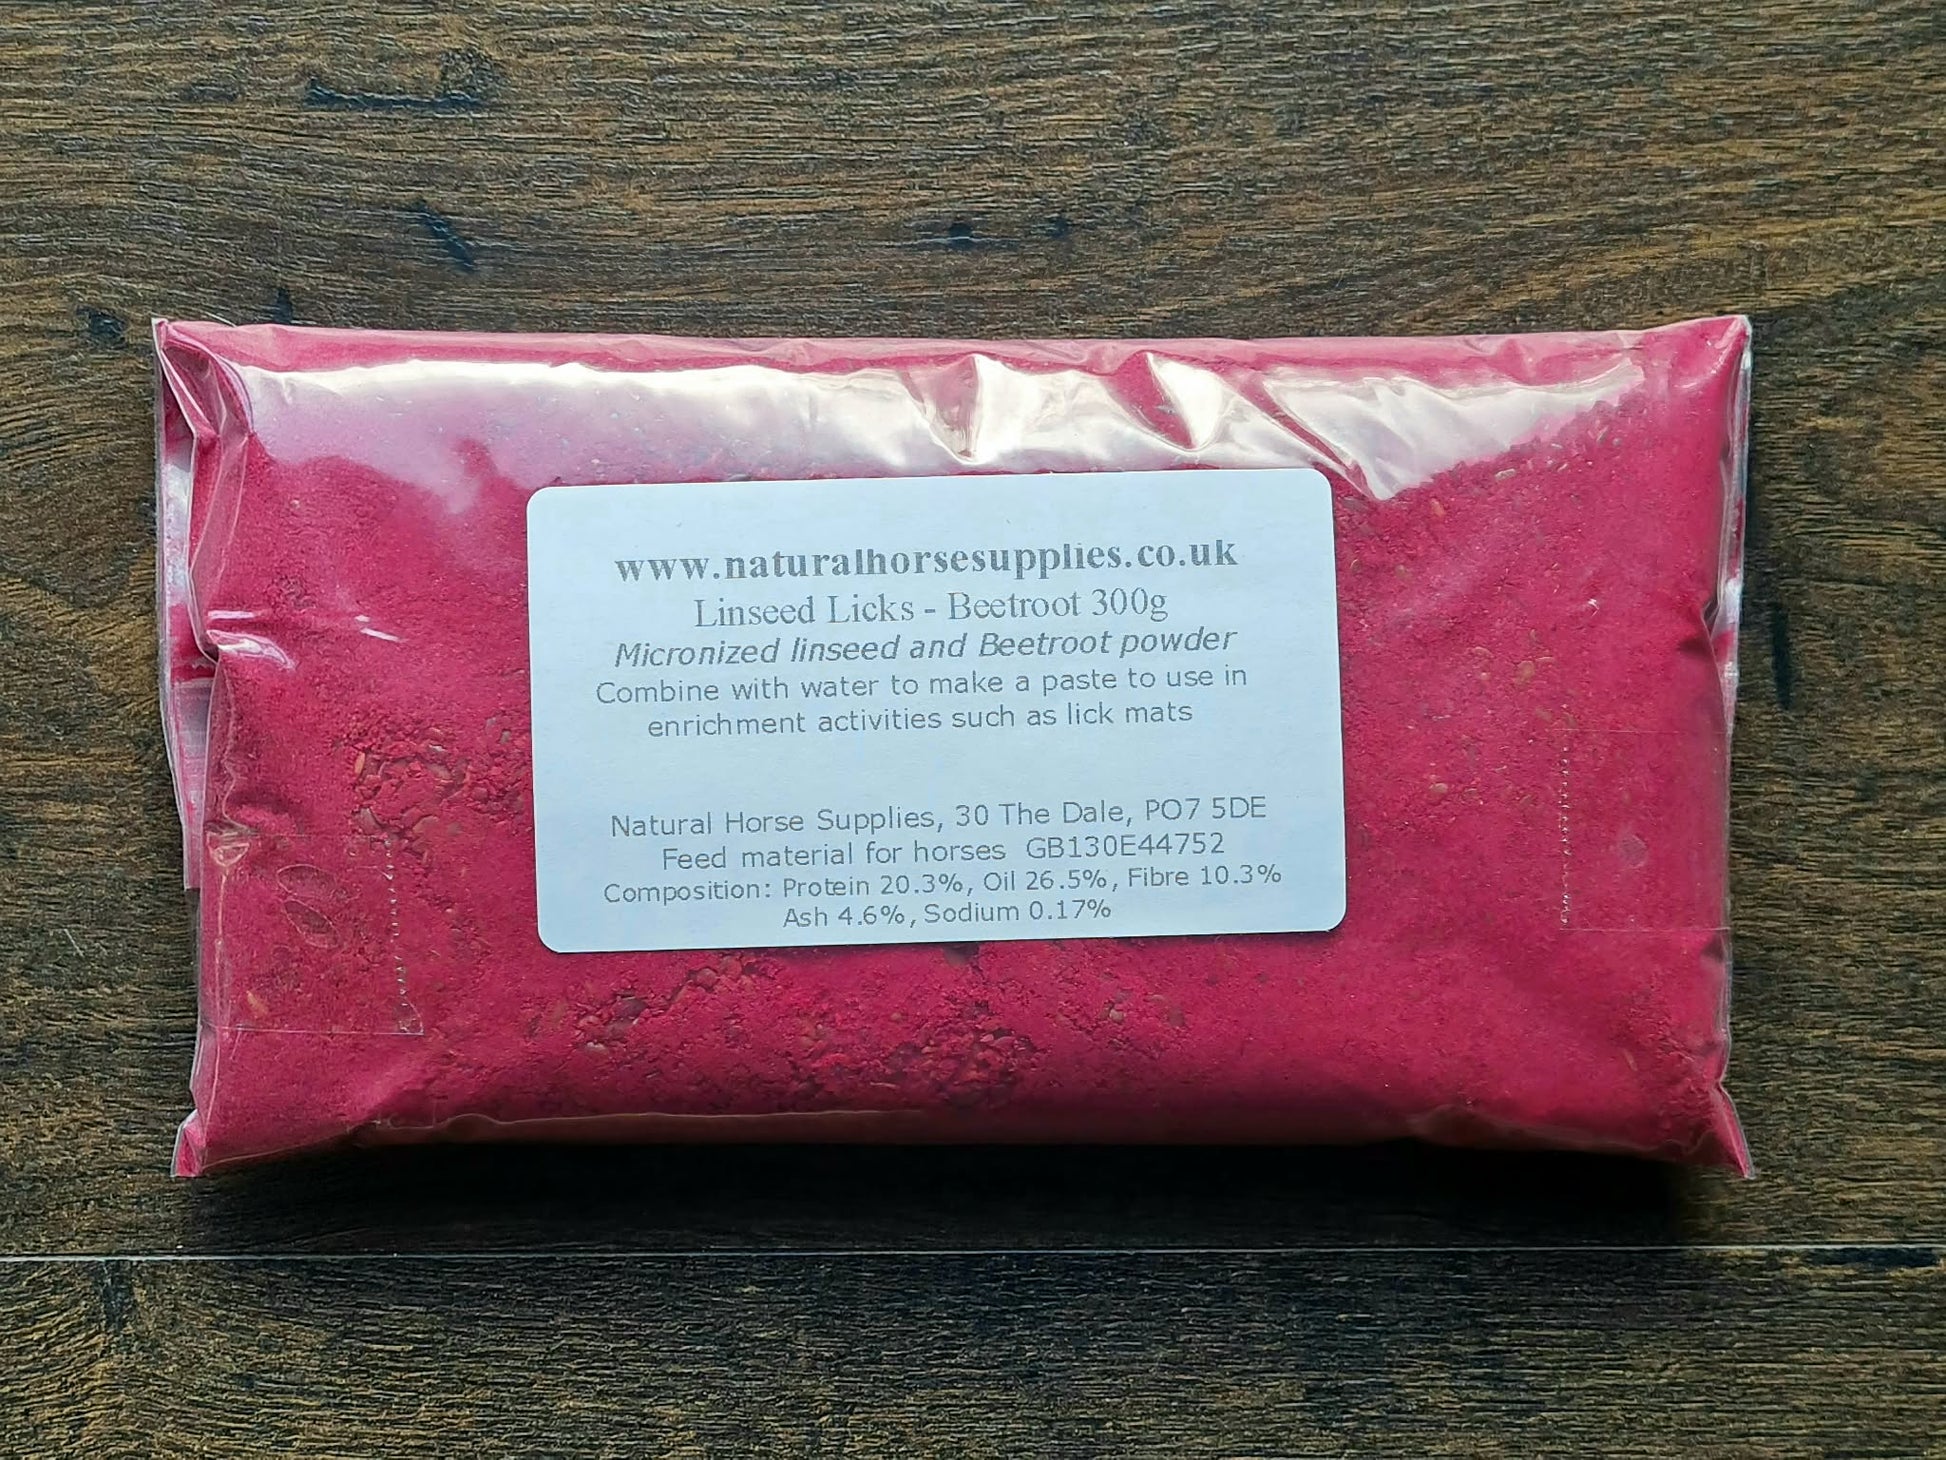 www.naturalhorsesupplies.co.uk
Linseed Licks - Beetroot 300g
Micronized linseed and Beetroot powder
Combine with water to make a paste to use in
enrichment activities such as lick mats
Natural Horse Supplies, 30 The Dale, PO7 5DE
Feed material for horses  GB130E44752
Composition: Protein 20.3%, Oil 26.5%, Fibre 10.3%
Ash 4.6%, Sodium 0.17%